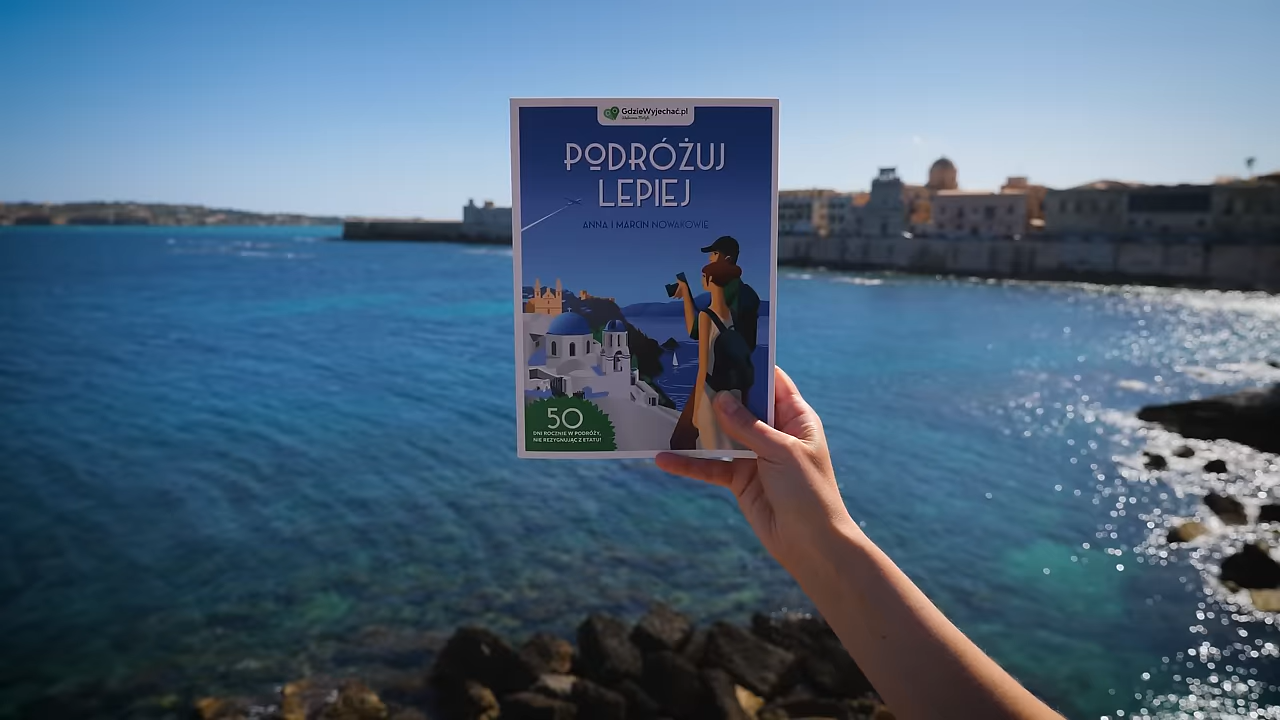 GdzieWyjechać.pl
PODRÓŻUJ
LEPIEJ
ANNA I MARCIN NOWAKOWIE
50
DNI ROCZNIE W PODRÓŻY,
NIE REZYGNUJĄC Z ETATU!